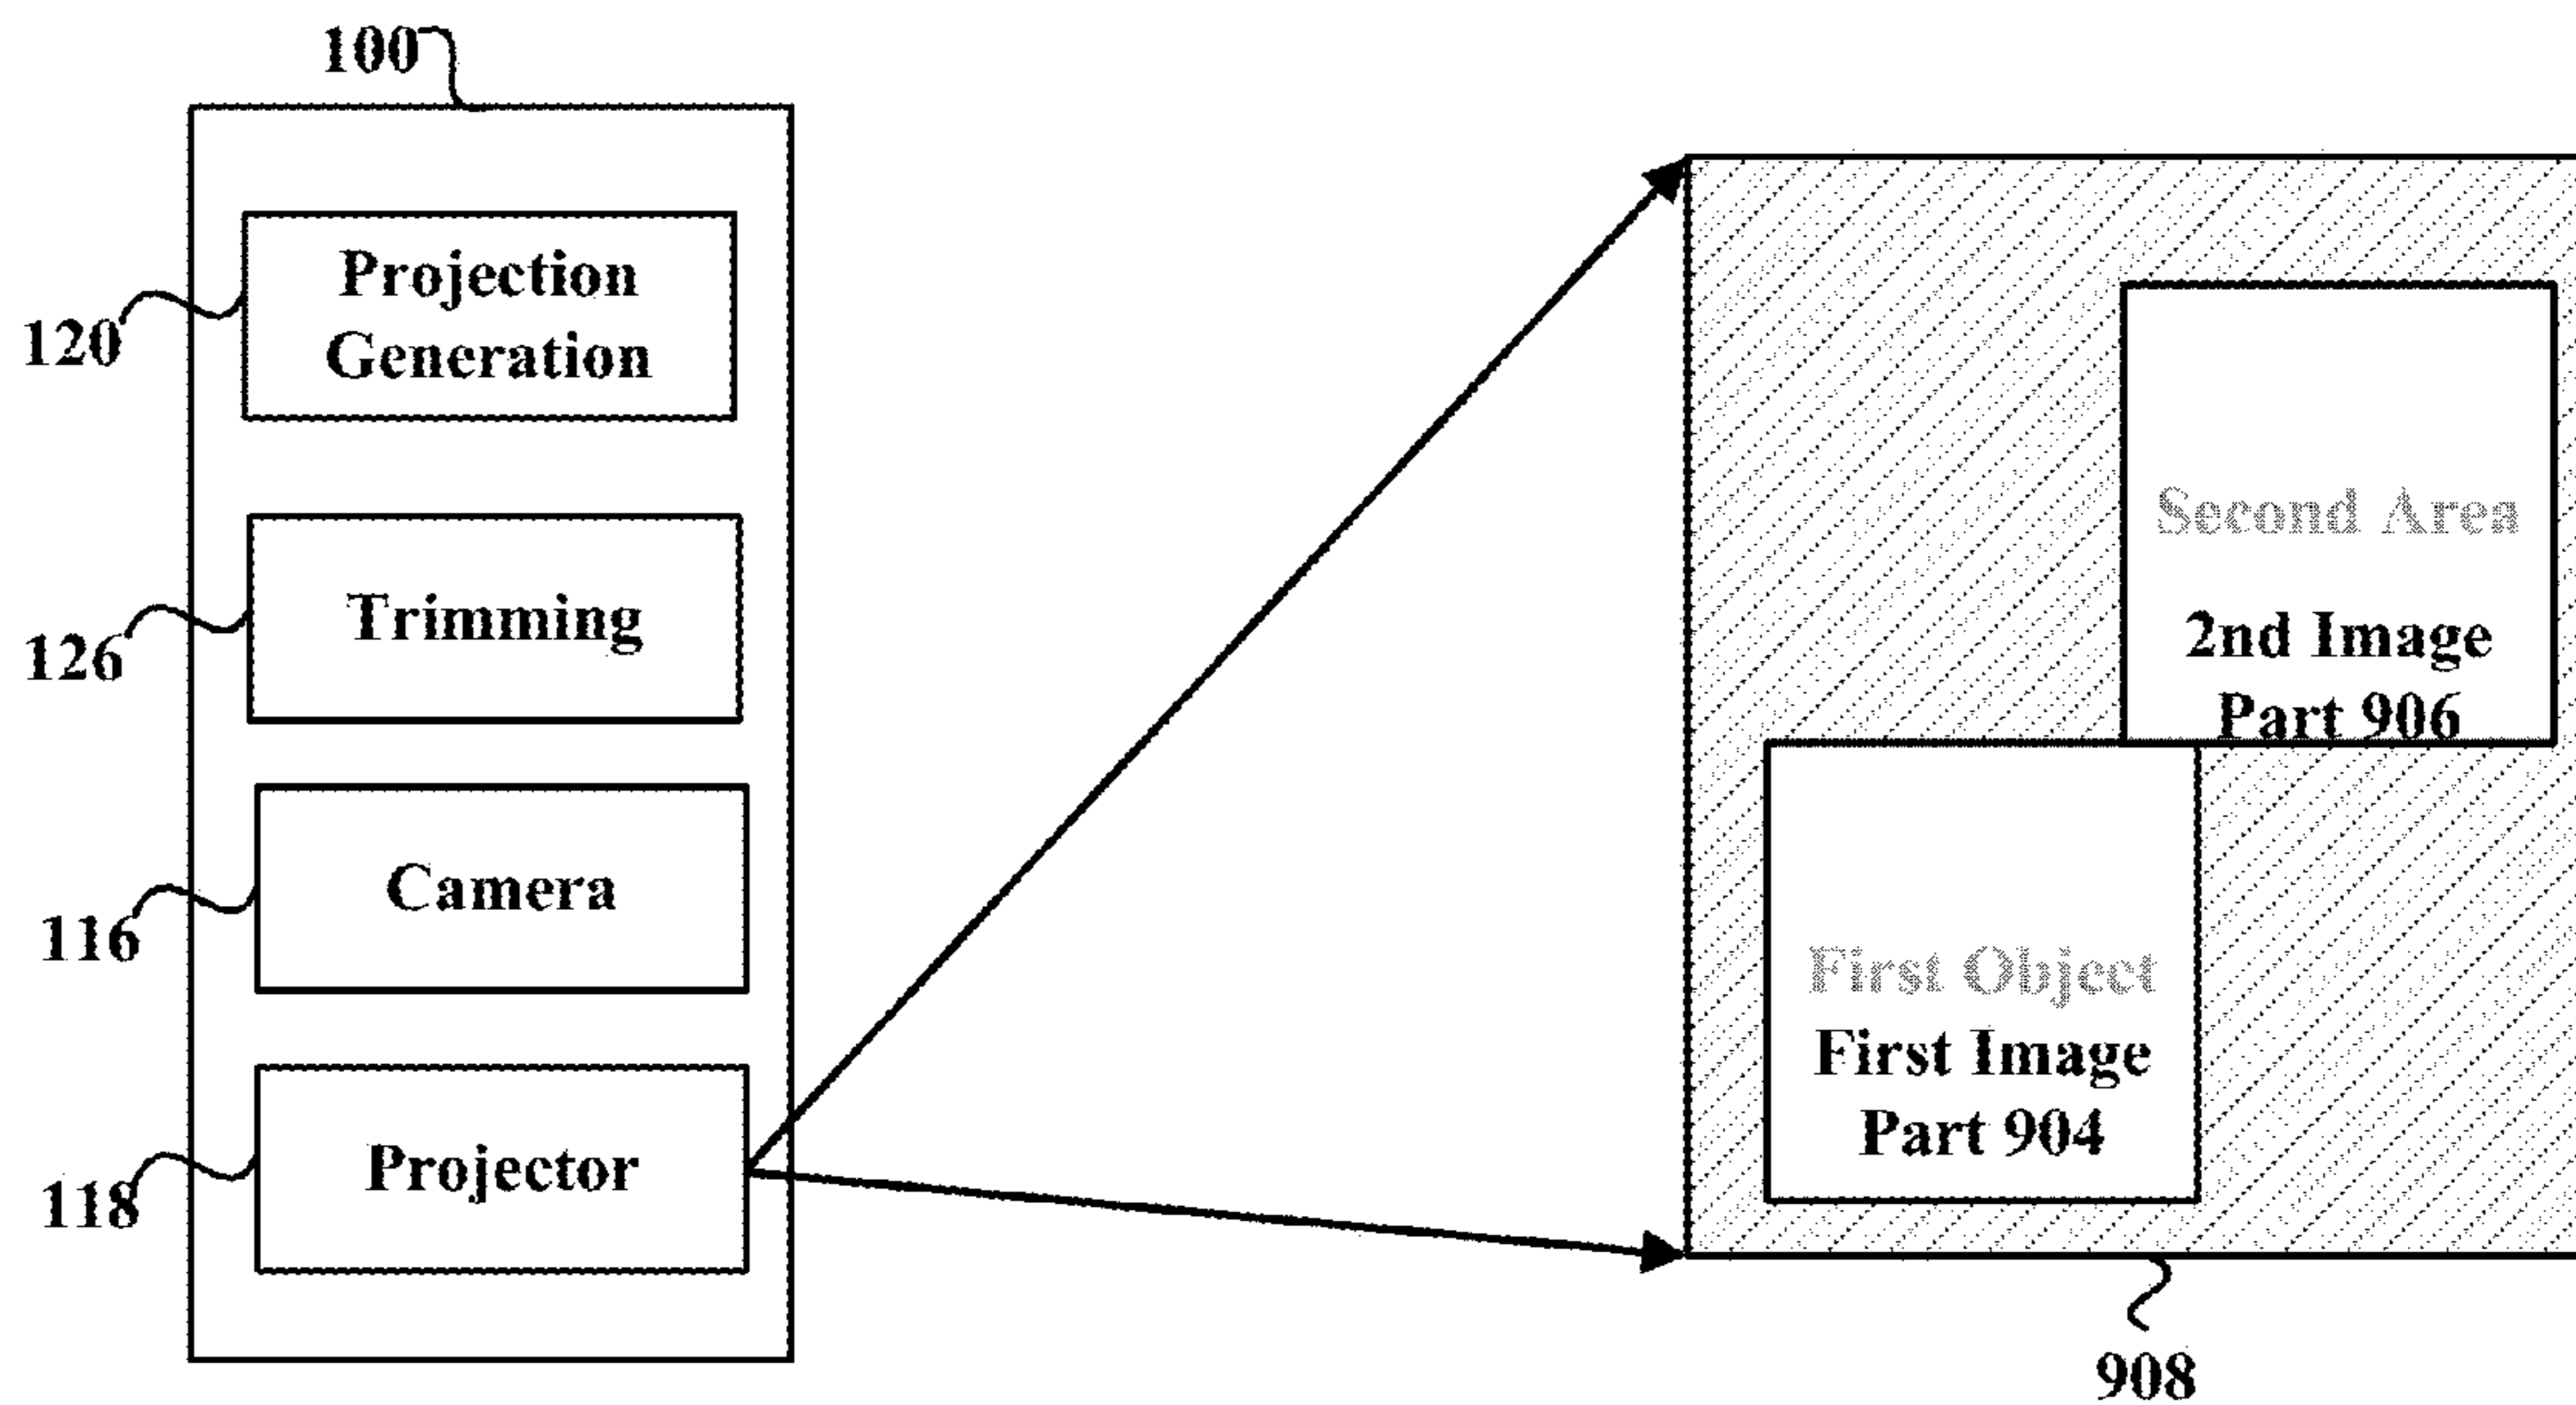 100
Projection
Generation
120
Trimming
126
Camera
116
Projector
118
Second Area
2nd Image
Part 906
First Object
First Image
Part 904
908